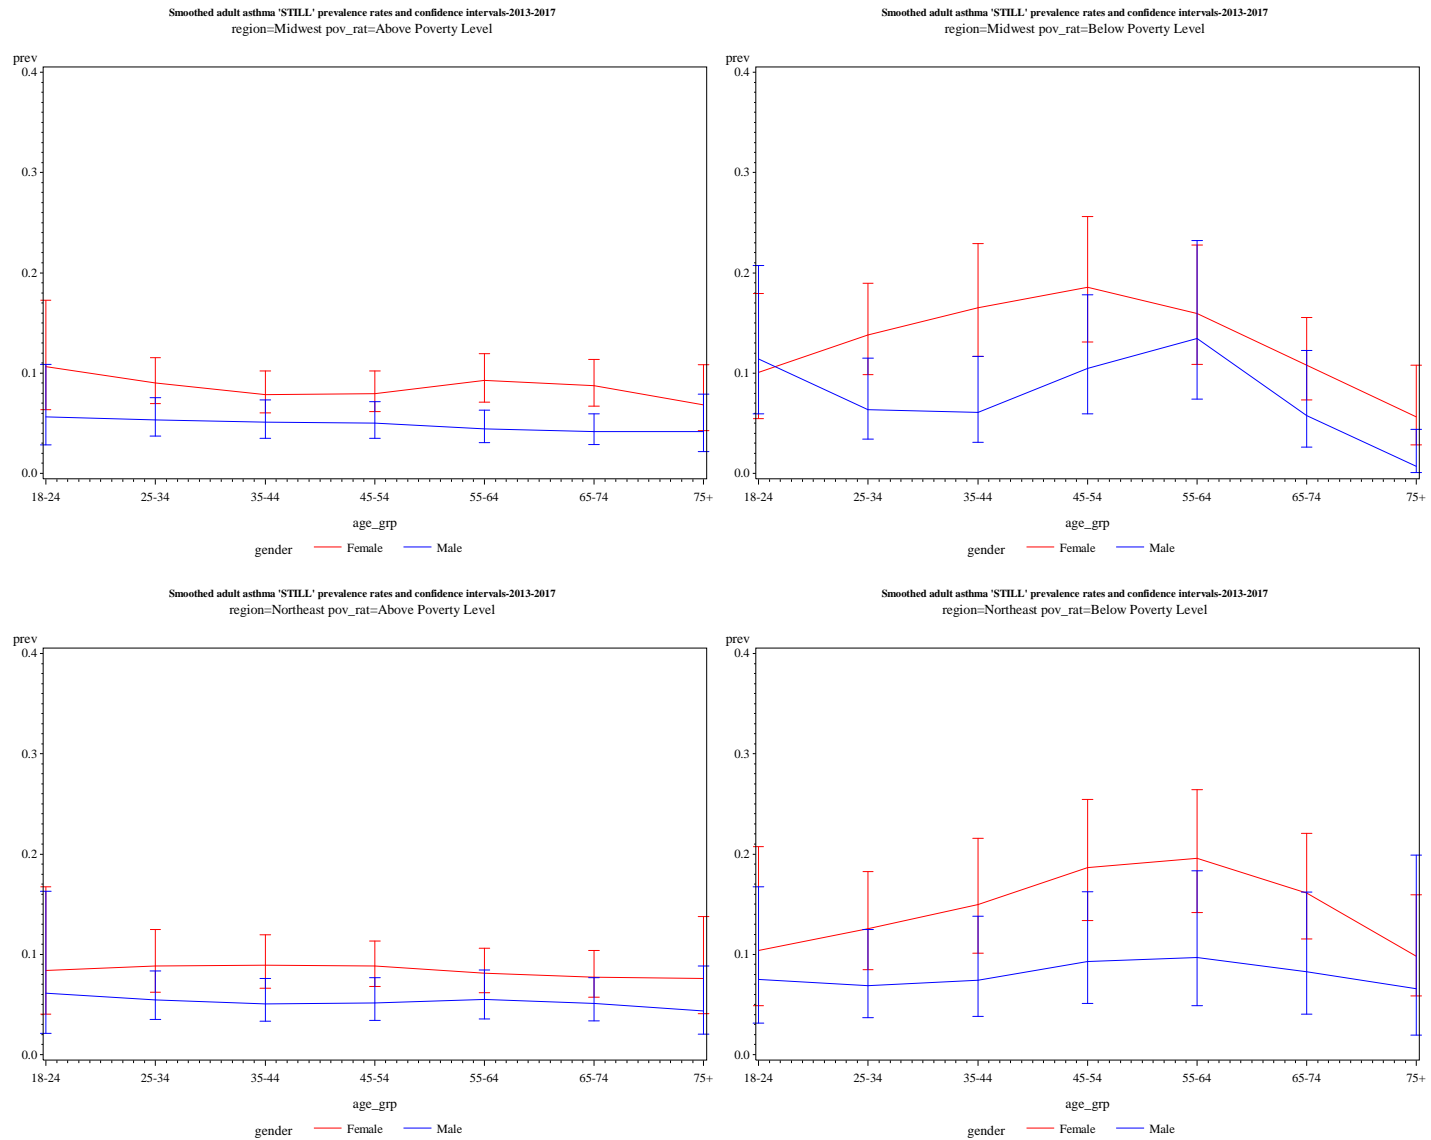 Smoothed adult asthma 'STILL' prevalence rates and confidence intervals-2013-2017
region=Midwest pov_rat=Above Poverty Level
prev
0.4
0.3
0.2
0.1
0.0
18-24 25-34 35-44 45-54 55-64 65-74 75+
age_grp
gender Female Male
Smoothed adult asthma 'STILL' prevalence rates and confidence intervals-2013-2017
region=Midwest pov_rat=Below Poverty Level
prev
0.4
0.3
0.2
0.1
0.0
18-24 25-34 35-44 45-54 55-64 65-74 75+
age_grp
gender Female Male
Smoothed adult asthma 'STILL' prevalence rates and confidence intervals-2013-2017
region=Northeast pov_rat=Above Poverty Level
prev
0.4
0.3
0.2
0.1
0.0
18-24 25-34 35-44 45-54 55-64 65-74 75+
age_grp
gender Female Male
Smoothed adult asthma 'STILL' prevalence rates and confidence intervals-2013-2017
region=Northeast pov_rat=Below Poverty Level
prev
0.4
0.3
0.2
0.1
0.0
18-24 25-34 35-44 45-54 55-64 65-74 75+
age_grp
gender Female Male